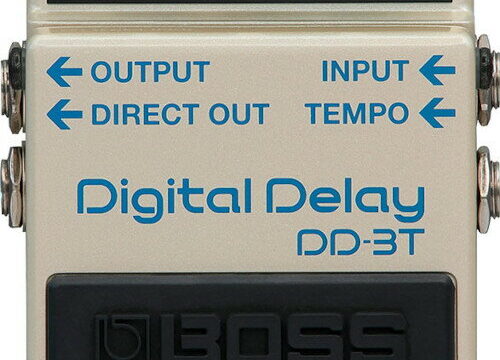 ← OUTPUT INPUT ←
← DIRECT OUT TEMPO ←
Digital Delay
DD-3T
BOSS